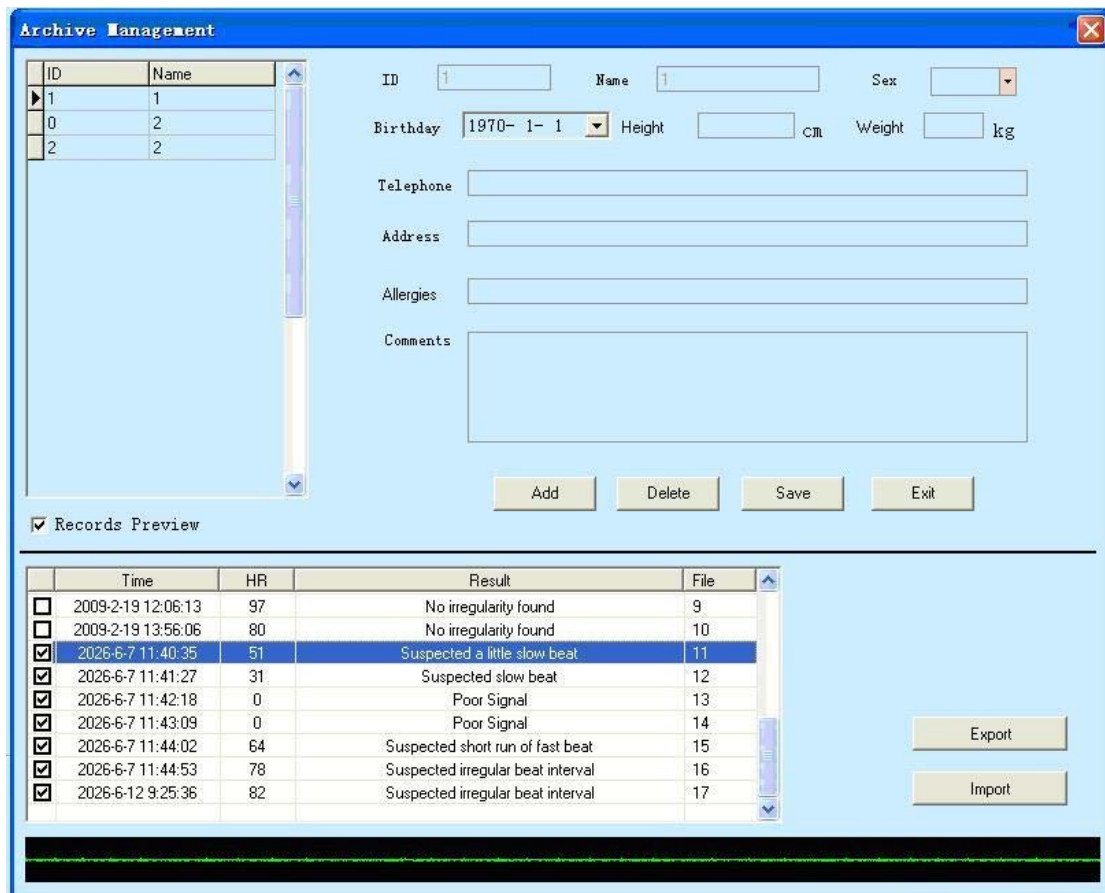 Archive Management
ID Name
1 1
0 2
2 2
ID 1 Name 1 Sex
Birthday 1970- 1- 1 Height cm Weight kg
Telephone
Address
Allergies
Comments
Add Delete Save Exit
Records Preview
Time HR Result File
2009-2-19 12:06:13 97 No irregularity found 9
2009-2-19 13:56:06 80 No irregularity found 10
2026-6-7 11:40:35 51 Suspected a little slow beat 11
2026-6-7 11:41:27 31 Suspected slow beat 12
2026-6-7 11:42:18 0 Poor Signal 13
2026-6-7 11:43:09 0 Poor Signal 14
2026-6-7 11:44:02 64 Suspected short run of fast beat 15
2026-6-7 11:44:53 78 Suspected irregular beat interval 16
2026-6-12 9:25:36 82 Suspected irregular beat interval 17
Export
Import